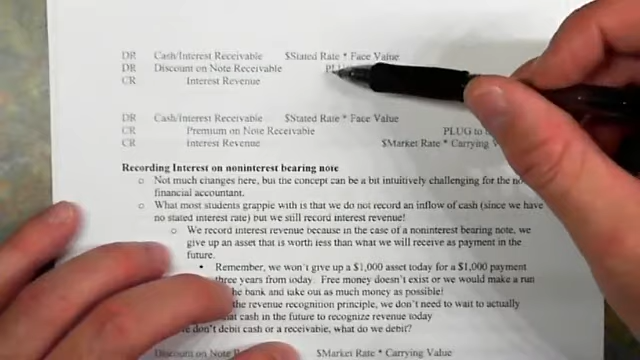 DR Cash/Interest Receivable $Stated Rate * Face Value
DR Discount on Note Receivable
CR Interest Revenue
DR Cash/Interest Receivable $Stated Rate * Face Value
CR Premium on Note Receivable PLUG to
CR Interest Revenue $Market Rate * Carrying
Recording Interest on noninterest bearing note
o Not much changes here, but the concept can be a bit intuitively challenging for the
financial accountant.
o What most students grapple with is that we do not record an inflow of cash (since we have
no stated interest rate) but we still record interest revenue!
o We record interest revenue because in the case of a noninterest bearing note, we
give up an asset that is worth less than what we will receive as payment in the
future.
• Remember, we won't give up a $1,000 asset today for a $1,000 payment
three years from today. Free money doesn't exist or we would make a run
the bank and take out as much money as possible!
the revenue recognition principle, we don't need to wait to actually
cash in the future to recognize revenue today
don't debit cash or a receivable, what do we debit?
Discount on Note $Market Rate * Carrying Value